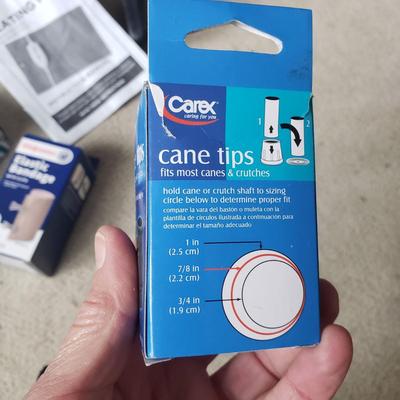 Carex
caring for you
1
2
cane tips
fits most canes & crutches
hold cane or crutch shaft to sizing
circle below to determine proper fit
compare la vara del bastón o muleta con la
plantilla de círculos ilustrada a continuación para
determinar el tamaño adecuado
1 in
(2.5 cm)
7/8 in
(2.2 cm)
3/4 in
(1.9 cm)
Elastic
Bandage